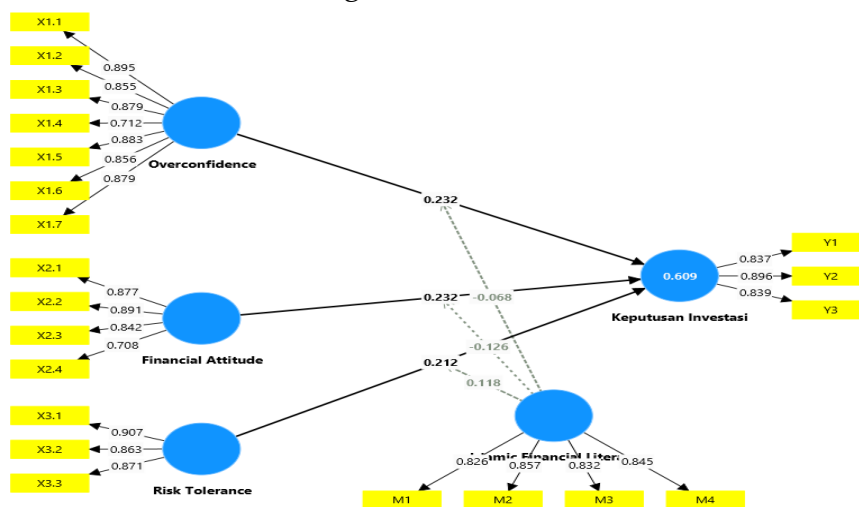 X1.1
X1.2
X1.3
X1.4
X1.5
X1.6
X1.7
0.895
0.855
0.879
0.712
0.883
0.856
0.879
Overconfidence
X2.1
X2.2
X2.3
X2.4
0.877
0.891
0.842
0.708
Financial Attitude
X3.1
X3.2
X3.3
0.907
0.863
0.871
Risk Tolerance
0.232
0.232
0.212
-0.068
-0.126
0.118
0.609
Keputusan Investasi
0.837
0.896
0.839
Y1
Y2
Y3
Financial
0.826
0.857
0.832
0.845
M1
M2
M3
M4